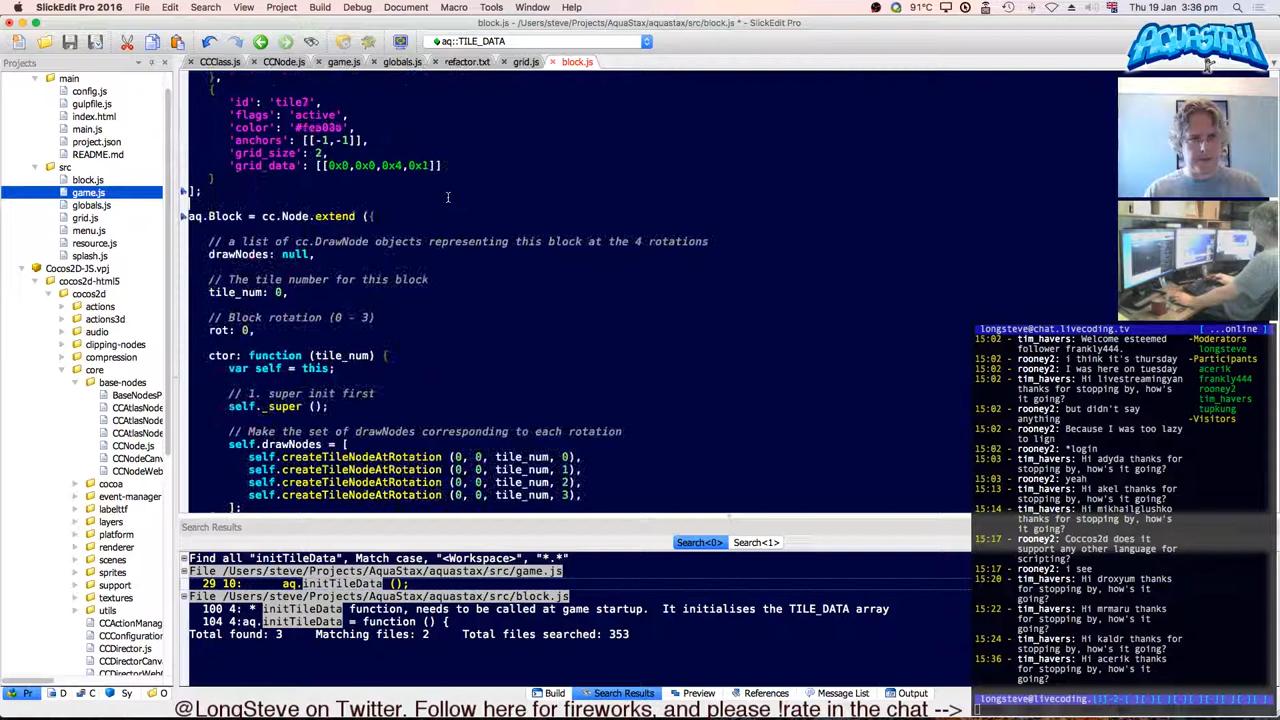 SlickEdit Pro 2016 File Edit Search View Project Debug Document Macro Tools Window Help 91°C Thu 19 Jan 3:36 pm
block.js - /Users/steve/Projects/AquaStax/aquastax/src/block.js * - SlickEdit Pro
aq::TILE_DATA
AQUASTAX
Projects
CCClass.js CCNode.js game.js globals.js refactor.txt grid.js block.js
main
config.js
gulpfile.js
index.html
main.js
project.json
README.md
src
block.js
game.js
globals.js
grid.js
menu.js
resource.js
splash.js
Cocos2D-JS.vpj
cocos2d-html5
cocos2d
actions
actions3d
audio
clipping-nodes
compression
core
base-nodes
BaseNodesP
CCAtlasNode
CCAtlasNode
CCAtlasNode
CCNode.js
CCNodeCanv
CCNodeWeb
cocoa
event-manager
labelttf
layers
platform
renderer
scenes
sprites
support
textures
utils
CCActionManag
CCConfiguration
CCDirector.js
CCDirectorCanv
CCDirectorWeb
},
{
'id': 'tile7',
'flags': 'active',
'anchors': [[-1,-1]],
'grid_size': 2,
'grid_data': [[0x0,0x0,0x4,0x1]]
}
];
aq.Block = cc.Node.extend ({
// a list of cc.DrawNode objects representing this block at the 4 rotations
drawNodes: null,
// The tile number for this block
tile_num: 0,
// Block rotation (0 - 3)
rot: 0,
ctor: function (tile_num) {
var self = this;
// 1. super init first
self._super ();
// Make the set of drawNodes corresponding to each rotation
self.drawNodes = [
self.createTileNodeAtRotation (0, 0, tile_num, 0),
self.createTileNodeAtRotation (0, 0, tile_num, 1),
self.createTileNodeAtRotation (0, 0, tile_num, 2),
self.createTileNodeAtRotation (0, 0, tile_num, 3),
];
Search Results
Search<0> Search<1>
Find all "initTileData", Match case, "<Workspace>", "*.*"
File /Users/steve/Projects/AquaStax/aquastax/src/game.js
29 10: aq.initTileData ();
File /Users/steve/Projects/AquaStax/aquastax/src/block.js
100 4: * initTileData function, needs to be called at game startup. It initialises the TILE_DATA array
104 4:aq.initTileData = function () {
Total found: 3 Matching files: 2 Total files searched: 353
Pr D C Sy O
Build Search Results Preview References Message List Output
longsteve@chat.livecoding.tv [ ...online ]
15:02 - tim_havers: Welcome esteemed
follower frankly444.
15:02 - rooney2: i think it's thursday
15:02 - rooney2: I was here on tuesday
15:02 - tim_havers: Hi livestreamingyan
thanks for stopping by, how's
it going?
15:02 - rooney2: but didn't say
anything
15:02 - rooney2: Because I was too lazy
to lign
15:02 - rooney2: *login
15:03 - tim_havers: Hi adyda thanks for
stopping by, how's it going?
15:03 - rooney2: yeah
15:13 - tim_havers: Hi akel thanks for
stopping by, how's it going?
15:14 - tim_havers: Hi mikhailglushko
thanks for stopping by, how's
it going?
15:17 - rooney2: Coccos2d does it
support any other language for
scripting?
15:17 - rooney2: i see
15:20 - tim_havers: Hi droxyum thanks
for stopping by, how's it
going?
15:22 - tim_havers: Hi mrmaru thanks
for stopping by, how's it
going?
15:24 - tim_havers: Hi kaldr thanks
for stopping by, how's it
going?
15:36 - tim_havers: Hi acerik thanks
for stopping by, how's it
going?
-Moderators
longsteve
-Participants
acerik
frankly444
rooney2
tim_havers
tupkung
-Visitors
@LongSteve on Twitter. Follow here for fireworks, and please !rate in the chat -->